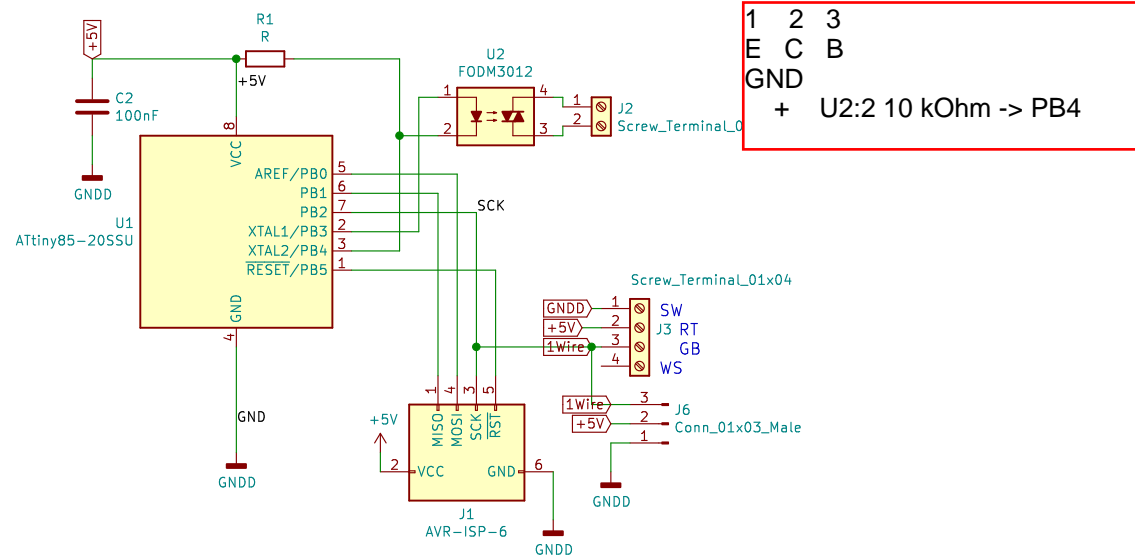 +5V
R1
R
+5V
C2
100nF
GNDD
8
VCC
U1
ATtiny85-20SSU
AREF/PB0 5
PB1 6
PB2 7
XTAL1/PB3 2
XTAL2/PB4 3
RESET/PB5 1
GND
4
GND
GNDD
U2
FODM3012
1 4
2 3
1
2
J2
Screw_Terminal_0
1 2 3
E C B
GND
+ U2:2 10 kOhm -> PB4
SCK
Screw_Terminal_01x04
GNDD 1 SW
+5V 2 J3 RT
1Wire 3 GB
4 WS
1Wire 3 J6
+5V 2 Conn_01x03_Male
1
GNDD
1 4 3 5
MISO MOSI SCK RST
+5V
2 VCC GND 6
J1
AVR-ISP-6
GNDD